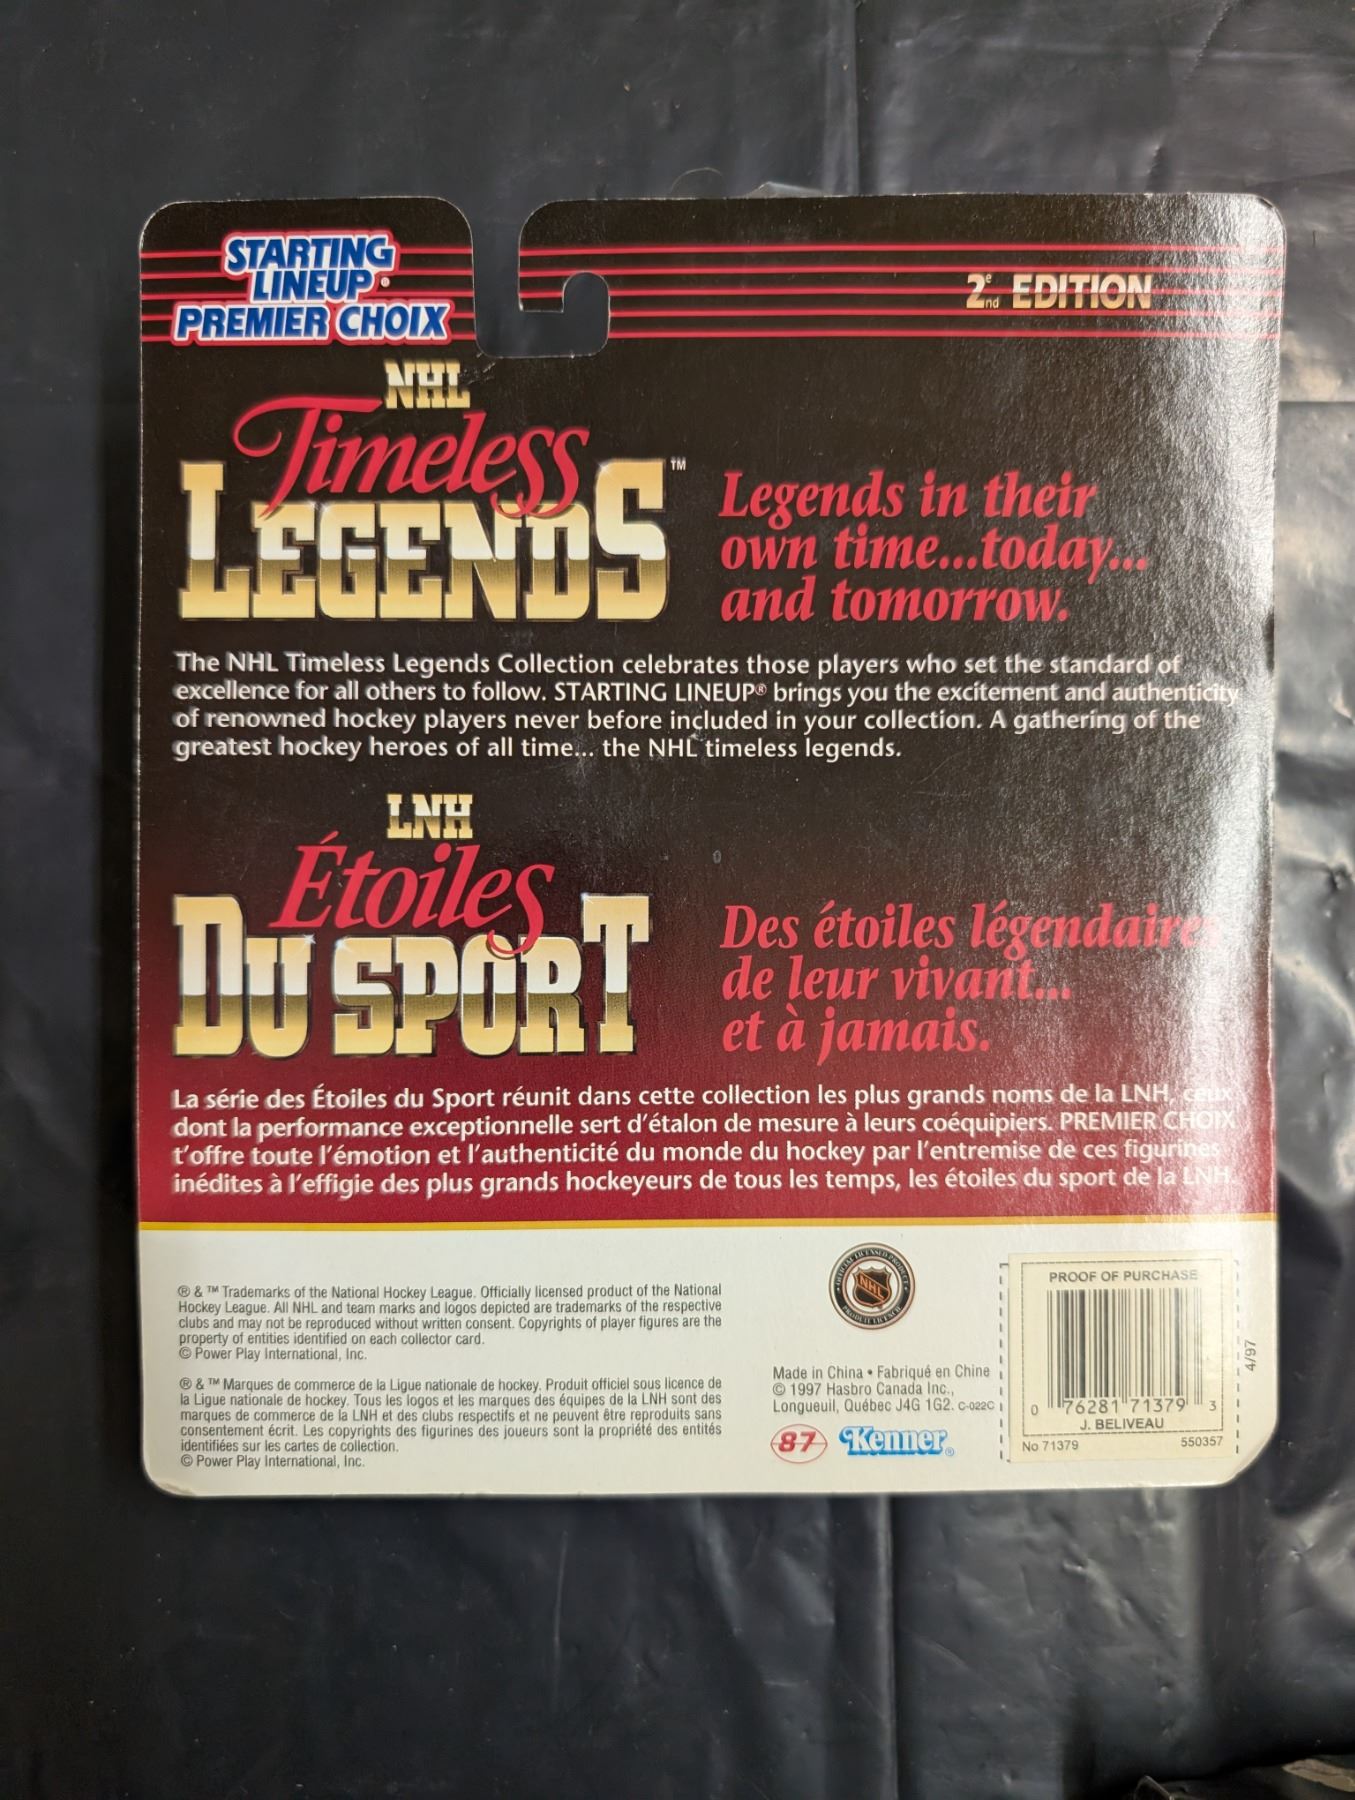 STARTING
LINEUP®
PREMIER CHOIX
2e nd EDITION
NHL
Timeless
LEGENDS™
Legends in their
own time...today...
and tomorrow.
The NHL Timeless Legends Collection celebrates those players who set the standard of
excellence for all others to follow. STARTING LINEUP® brings you the excitement and authenticity
of renowned hockey players never before included in your collection. A gathering of the
greatest hockey heroes of all time... the NHL timeless legends.
LNH
Étoiles
DU SPORT
Des étoiles légendaires
de leur vivant...
et à jamais.
La série des Étoiles du Sport réunit dans cette collection les plus grands noms de la LNH, ceux
dont la performance exceptionnelle sert d'étalon de mesure à leurs coéquipiers. PREMIER CHOIX
t'offre toute l'émotion et l'authenticité du monde du hockey par l'entremise de ces figurines
inédites à l'effigie des plus grands hockeyeurs de tous les temps, les étoiles du sport de la LNH.
® & ™ Trademarks of the National Hockey League. Officially licensed product of the National
Hockey League. All NHL and team marks and logos depicted are trademarks of the respective
clubs and may not be reproduced without written consent. Copyrights of player figures are the
property of entities identified on each collector card.
© Power Play International, Inc.
® & ™ Marques de commerce de la Ligue nationale de hockey. Produit officiel sous licence de
la Ligue nationale de hockey. Tous les logos et les marques des équipes de la LNH sont des
marques de commerce de la LNH et des clubs respectifs et ne peuvent être reproduits sans
consentement écrit. Les copyrights des figurines des joueurs sont la propriété des entités
identifiées sur les cartes de collection.
© Power Play International, Inc.
NHL
Made in China • Fabriqué en Chine
© 1997 Hasbro Canada Inc.,
Longueuil, Québec J4G 1G2. C-022C
87 Kenner®
PROOF OF PURCHASE
0 76281 71379 3
J. BELIVEAU
No 71379 550357
4/97